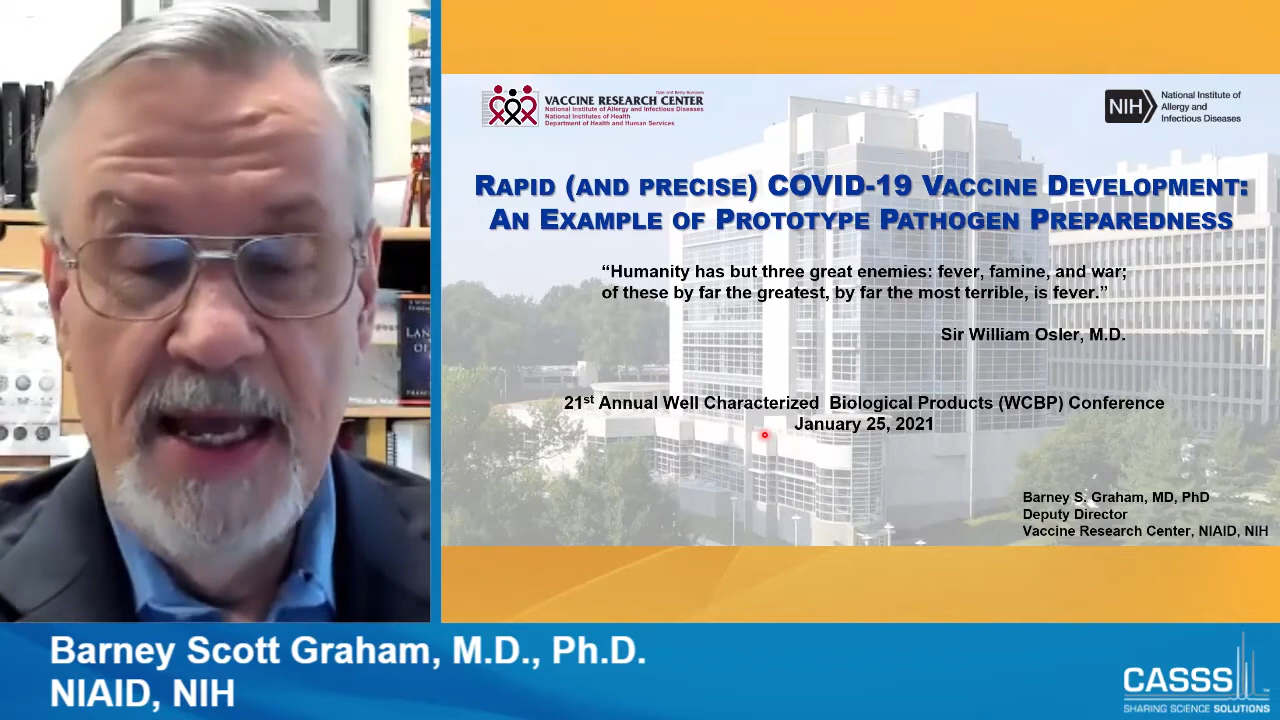 Dale and Betty Bumpers
VACCINE RESEARCH CENTER
National Institute of Allergy and Infectious Diseases
National Institutes of Health
Department of Health and Human Services
NIH
National Institute of
Allergy and
Infectious Diseases
RAPID (AND PRECISE) COVID-19 VACCINE DEVELOPMENT:
AN EXAMPLE OF PROTOTYPE PATHOGEN PREPAREDNESS
“Humanity has but three great enemies: fever, famine, and war;
of these by far the greatest, by far the most terrible, is fever.”
Sir William Osler, M.D.
21st Annual Well Characterized Biological Products (WCBP) Conference
January 25, 2021
Barney S. Graham, MD, PhD
Deputy Director
Vaccine Research Center, NIAID, NIH
Barney Scott Graham, M.D., Ph.D.
NIAID, NIH
CASSS
SHARING SCIENCE SOLUTIONS